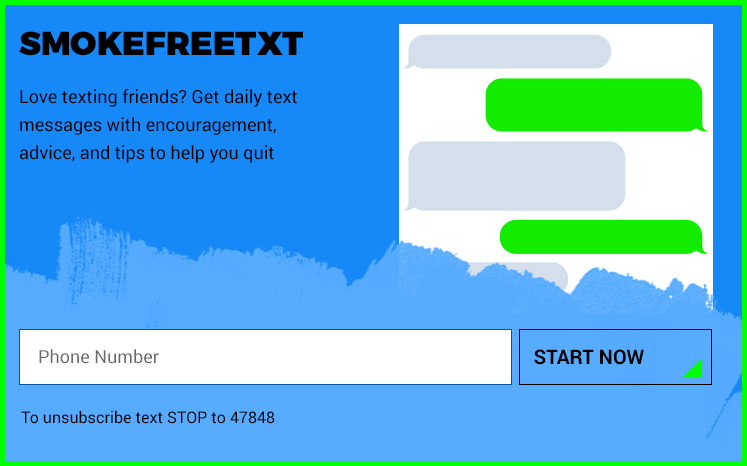 SMOKEFREETXT
Love texting friends? Get daily text
messages with encouragement,
advice, and tips to help you quit
Phone Number
START NOW
To unsubscribe text STOP to 47848